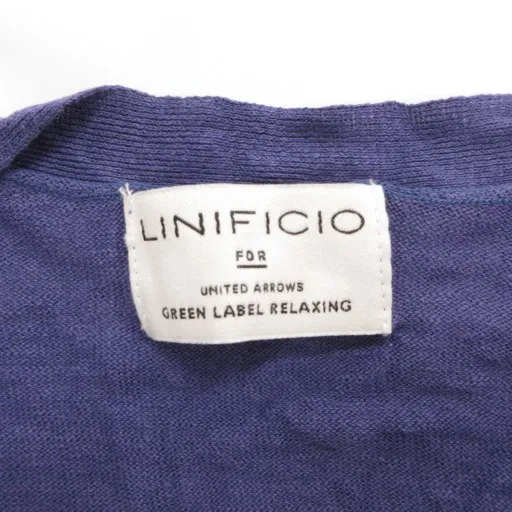 LINIFICIO
FOR
UNITED ARROWS
GREEN LABEL RELAXING